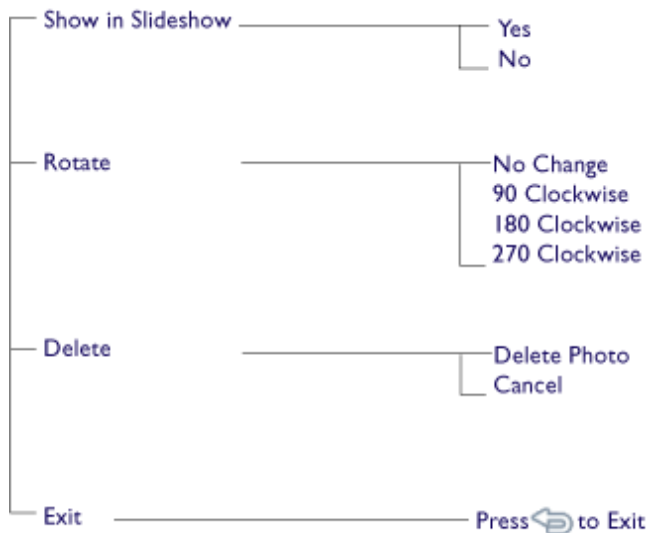 Show in Slideshow
Yes
No
Rotate
No Change
90 Clockwise
180 Clockwise
270 Clockwise
Delete
Delete Photo
Cancel
Exit
Press to Exit